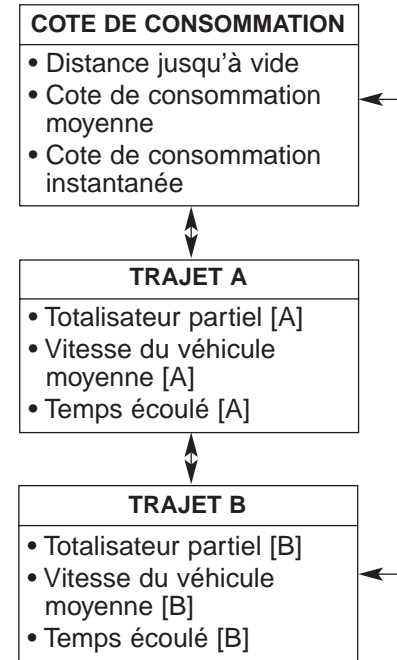 COTE DE CONSOMMATION
• Distance jusqu'à vide
• Cote de consommation
moyenne
• Cote de consommation
instantanée
TRAJET A
• Totalisateur partiel [A]
• Vitesse du véhicule
moyenne [A]
• Temps écoulé [A]
TRAJET B
• Totalisateur partiel [B]
• Vitesse du véhicule
moyenne [B]
• Temps écoulé [B]